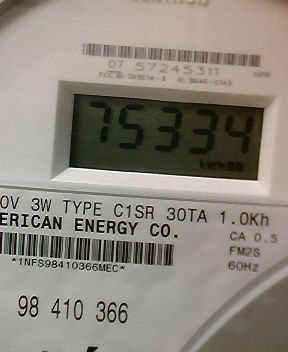 07 57245311 HPP
75334
kWh
0V 3W TYPE C1SR 30TA 1.0Kh
ERICAN ENERGY CO.
CA 0.5
FM2S
60Hz
*1NFS98410366MEC*
98 410 366